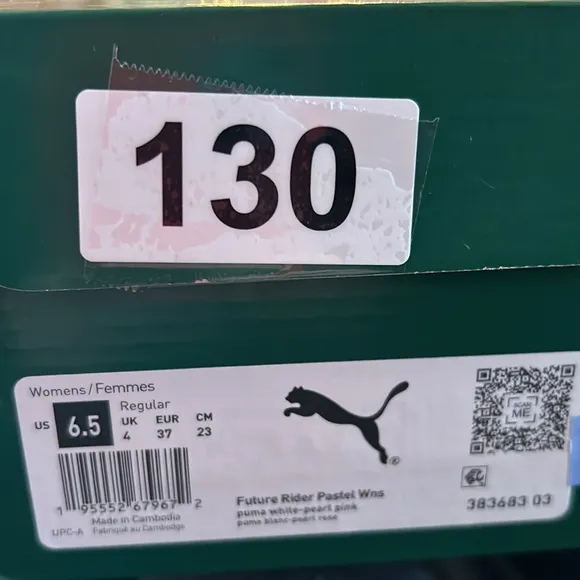 130
Womens/Femmes
US 6.5 Regular
UK EUR CM
4 37 23
SCAN ME
1 95552 67967 2
UPC-A Made in Cambodia
Fabriqué au Cambodge
Future Rider Pastel Wns
puma white-pearl pink
puma blanc-pearl rose
383683 03
®